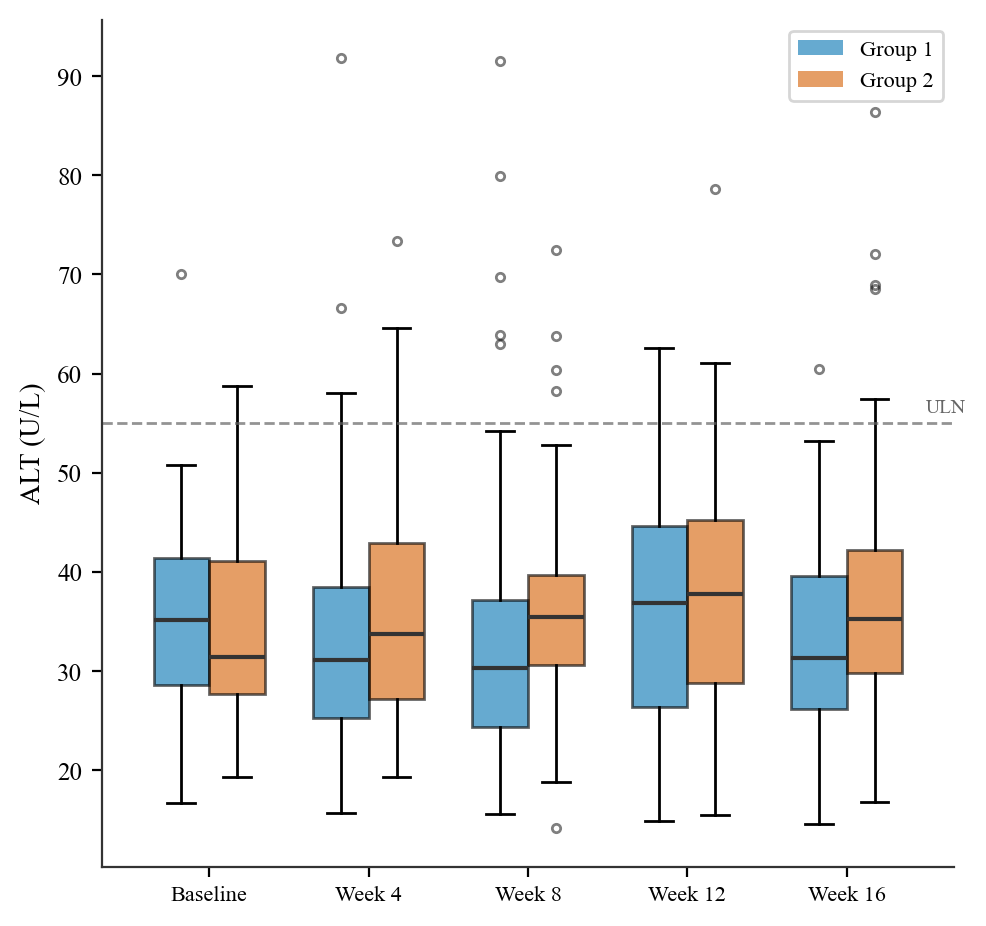 Group 1
Group 2
90
80
70
60
50
40
30
20
ALT (U/L)
ULN
Baseline
Week 4
Week 8
Week 12
Week 16